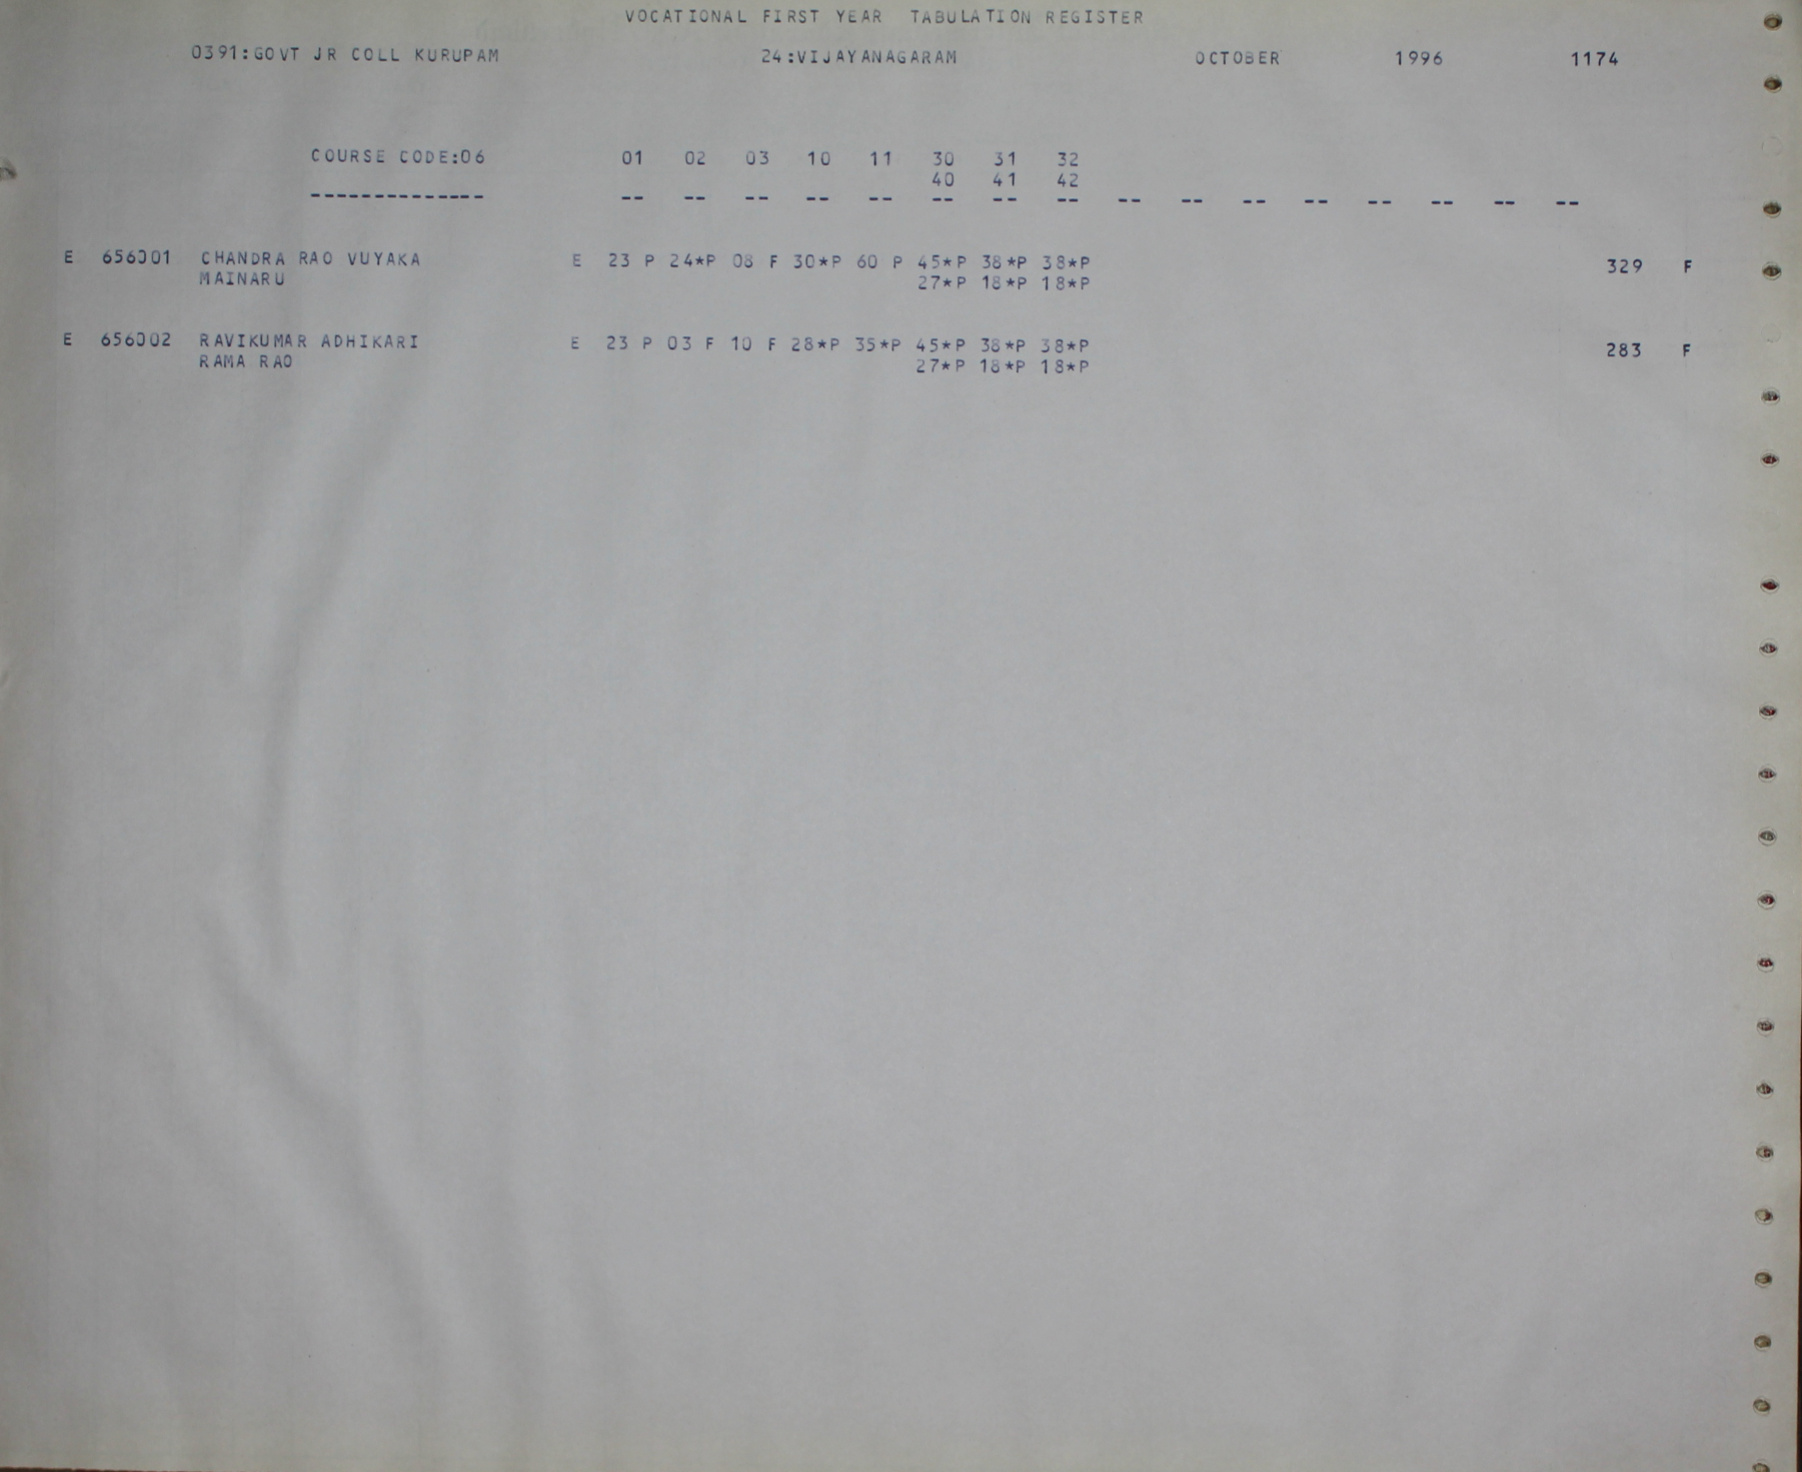 VOCATIONAL FIRST YEAR TABULATION REGISTER
0391:GOVT JR COLL KURUPAM 24:VIJAYANAGARAM OCTOBER 1996 1174
COURSE CODE:06 01 02 03 10 11 30 31 32
40 41 42
-------------- -- -- -- -- -- -- -- -- -- -- -- -- -- -- -- --
E 656001 CHANDRA RAO VUYAKA E 23 P 24*P 08 F 30*P 60 P 45*P 38*P 38*P 329 F
MAINARU 27*P 18*P 18*P
E 656002 RAVIKUMAR ADHIKARI E 23 P 03 F 10 F 28*P 35*P 45*P 38*P 38*P 283 F
RAMA RAO 27*P 18*P 18*P